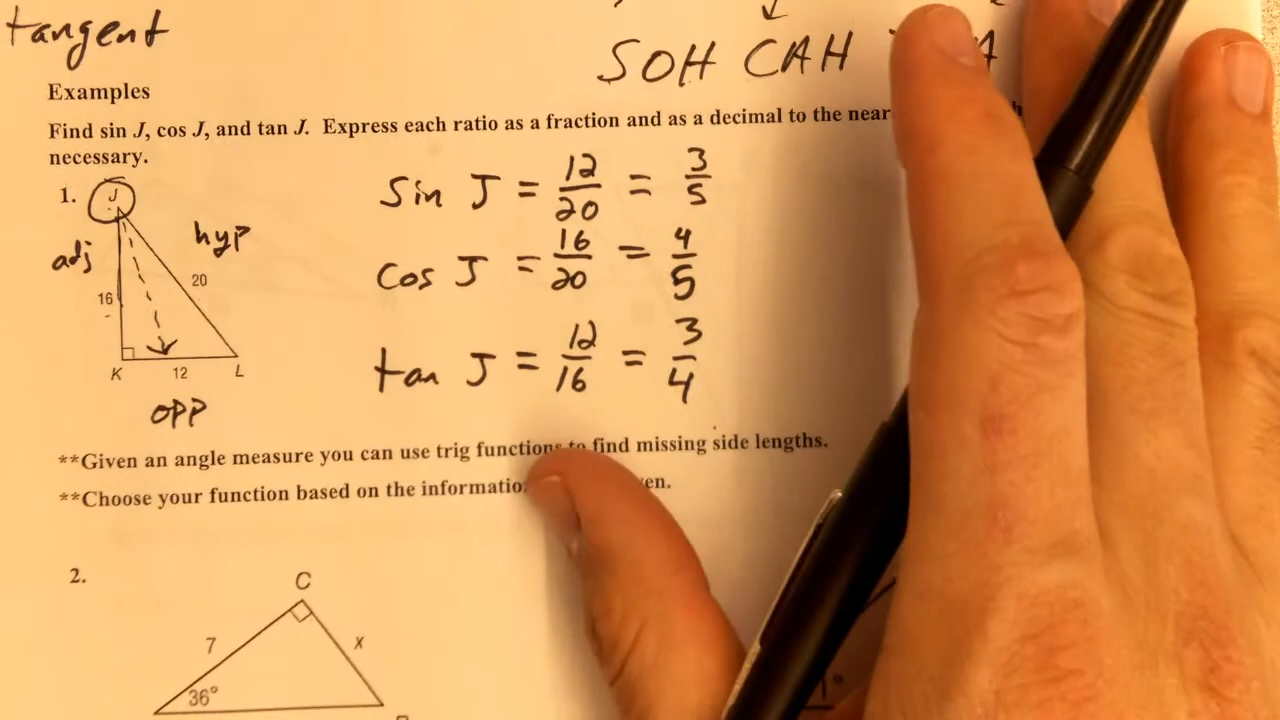 tangent
SOH CAH A
Examples
Find sin J, cos J, and tan J. Express each ratio as a fraction and as a decimal to the
necessary.
1.
J
adj
hyp
16
20
K 12 L
opp
Sin J = 12/20 = 3/5
Cos J = 16/20 = 4/5
tan J = 12/16 = 3/4
**Given an angle measure you can use trig functions to find missing side lengths.
**Choose your function based on the
2.
C
7
x
36°